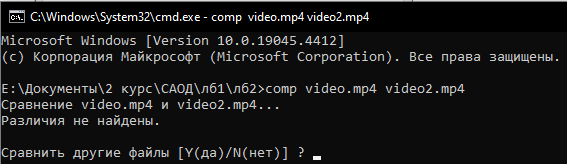 C:\Windows\System32\cmd.exe - comp  video.mp4 video2.mp4
Microsoft Windows [Version 10.0.19045.4412]
(c) Корпорация Майкрософт (Microsoft Corporation). Все права защищены.
E:\Документы\2 курс\САОД\лб1\лб2>comp video.mp4 video2.mp4
Сравнение video.mp4 и video2.mp4...
Различия не найдены.
Сравнить другие файлы [Y(да)/N(нет)] ? _